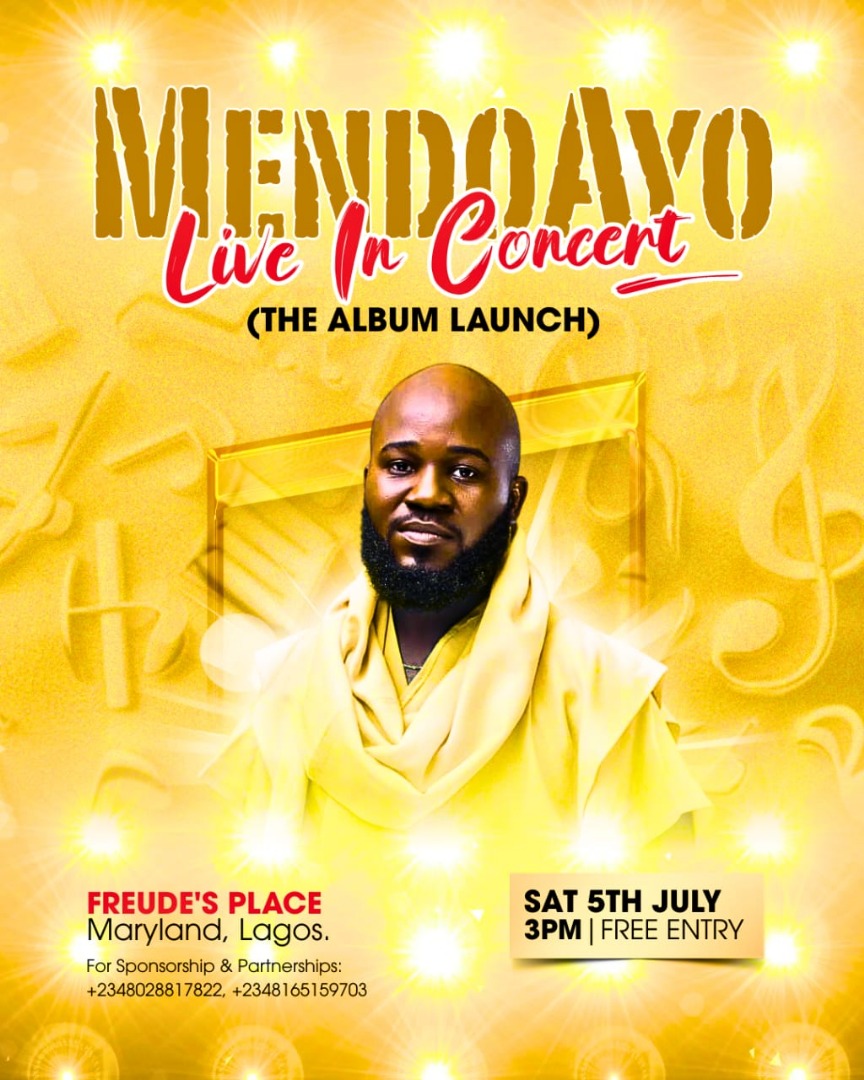 MENDOAYO
Live In Concert
(THE ALBUM LAUNCH)
FREUDE'S PLACE
Maryland, Lagos.
For Sponsorship & Partnerships:
+2348028817822, +2348165159703
SAT 5TH JULY
3PM | FREE ENTRY